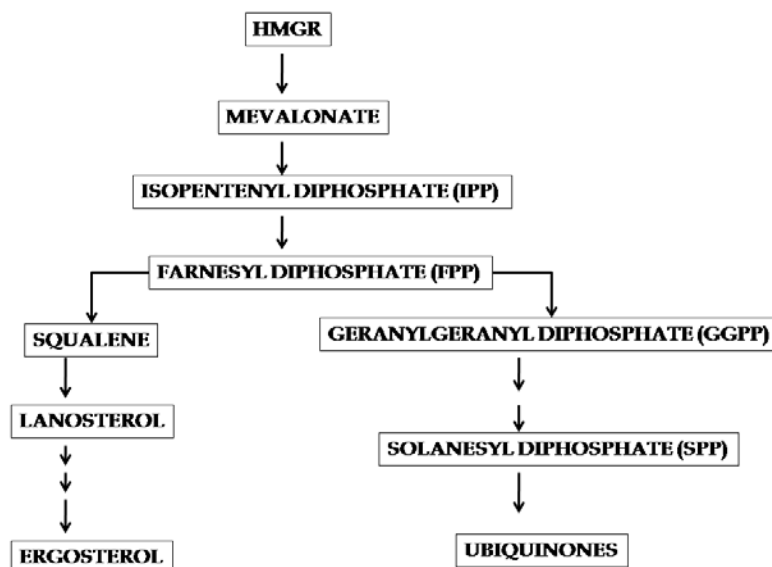 HMGR
MEVALONATE
ISOPENTENYL DIPHOSPHATE (IPP)
FARNESYL DIPHOSPHATE (FPP)
SQUALENE
GERANYLGERANYL DIPHOSPHATE (GGPP)
LANOSTEROL
SOLANESYL DIPHOSPHATE (SPP)
ERGOSTEROL
UBIQUINONES